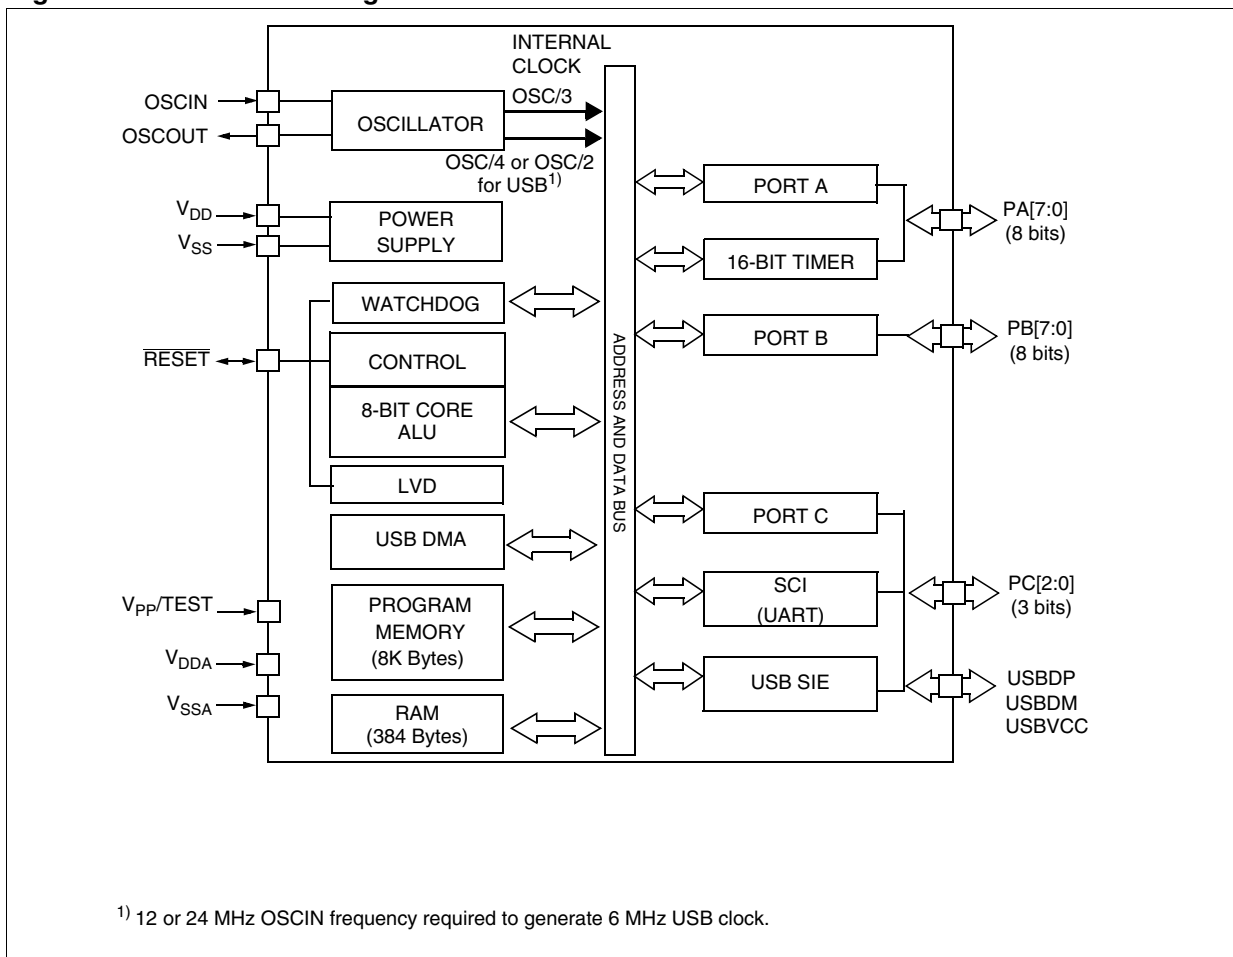 INTERNAL
CLOCK
OSCIN
OSCOUT
OSCILLATOR
OSC/3
OSC/4 or OSC/2
for USB1)
VDD
VSS
POWER
SUPPLY
WATCHDOG
RESET
CONTROL
8-BIT CORE
ALU
LVD
USB DMA
VPP/TEST
PROGRAM
MEMORY
(8K Bytes)
VDDA
VSSA
RAM
(384 Bytes)
ADDRESS AND DATA BUS
PORT A
16-BIT TIMER
PA[7:0]
(8 bits)
PORT B
PB[7:0]
(8 bits)
PORT C
SCI
(UART)
PC[2:0]
(3 bits)
USB SIE
USBDP
USBDM
USBVCC
1) 12 or 24 MHz OSCIN frequency required to generate 6 MHz USB clock.